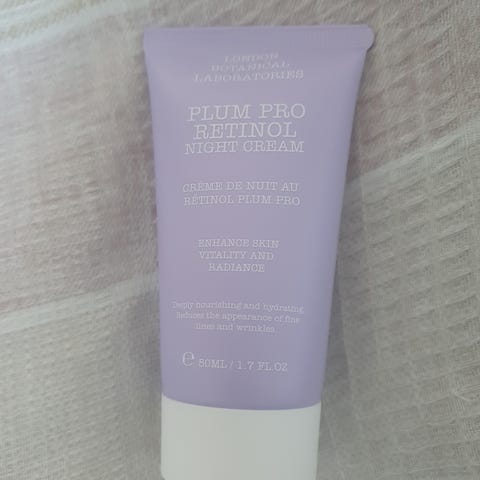 LONDON
BOTANICAL
LABORATORIES
PLUM PRO
RETINOL
NIGHT CREAM
CRÈME DE NUIT AU
RÉTINOL PLUM PRO
ENHANCE SKIN
VITALITY AND
RADIANCE
Deeply nourishing and hydrating.
Reduces the appearance of fine
lines and wrinkles.
℮ 50ML / 1.7 FL.OZ